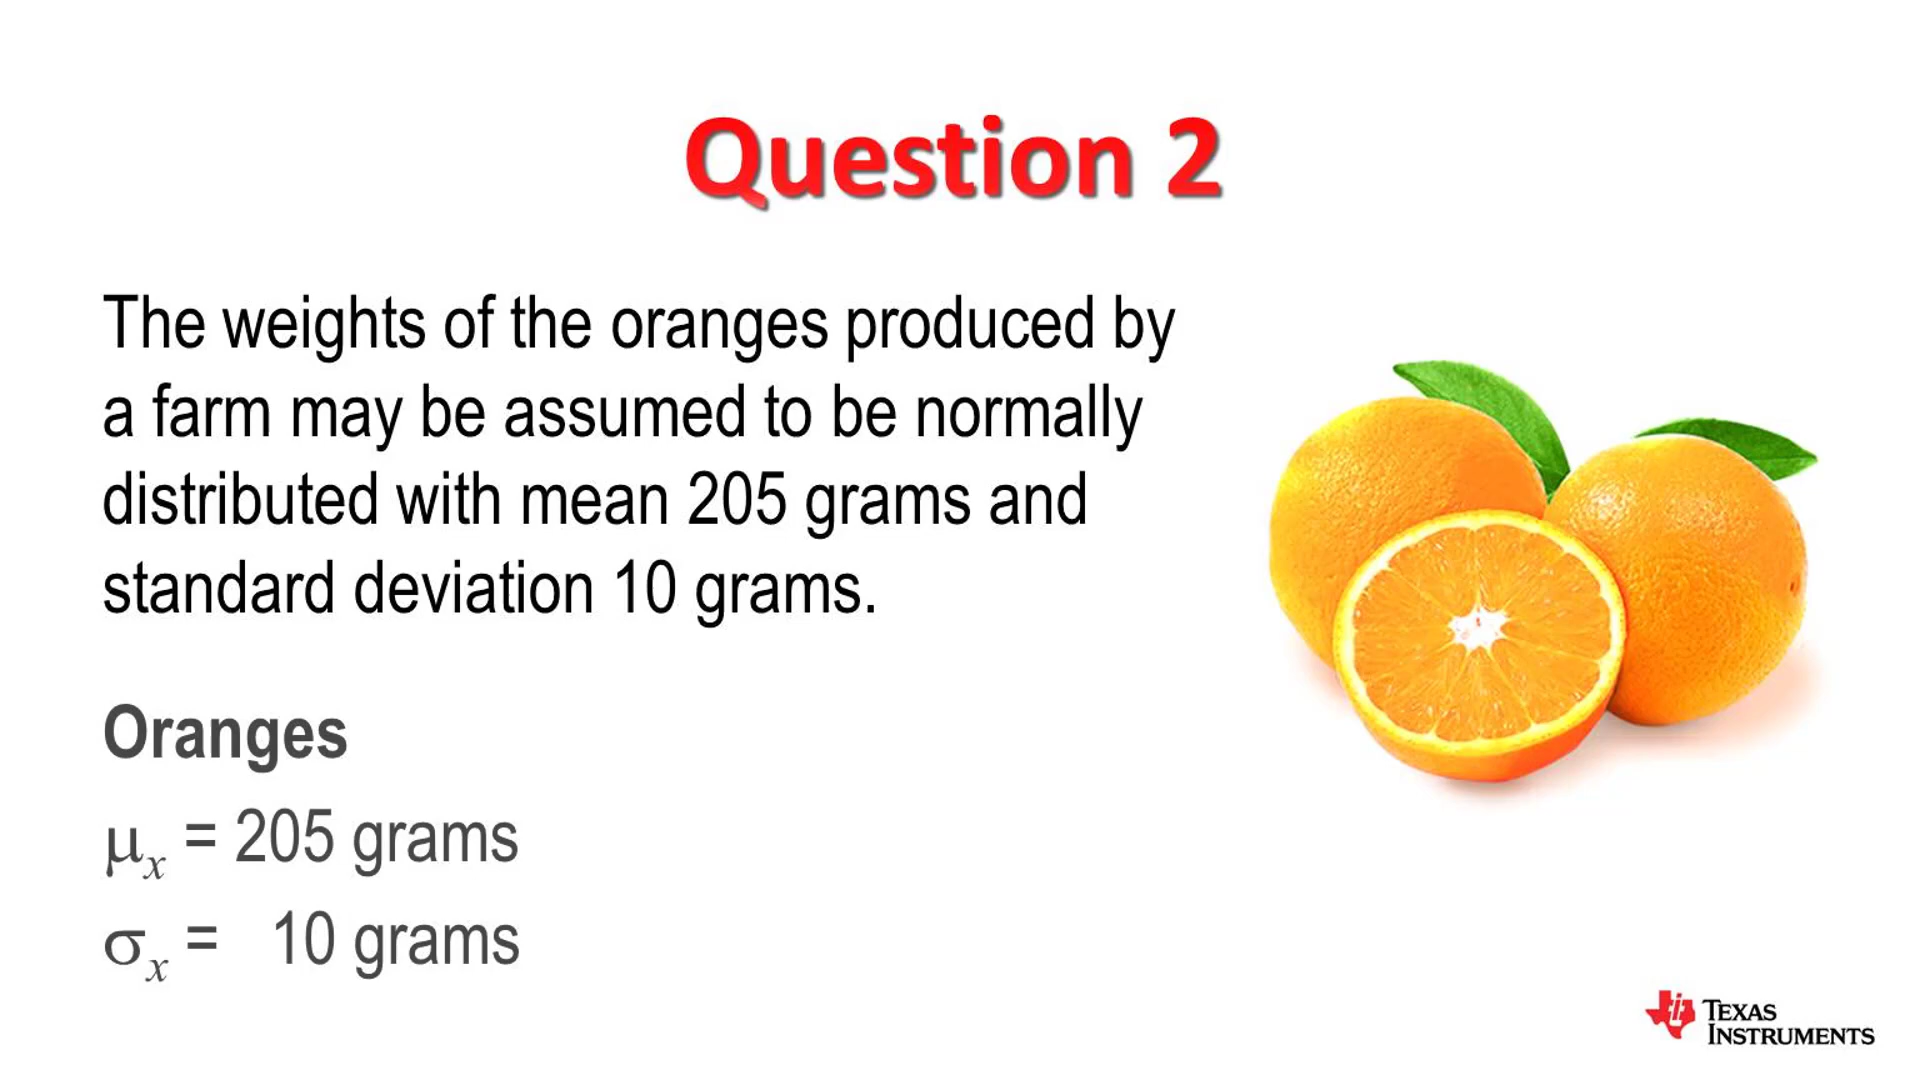 Question 2
The weights of the oranges produced by
a farm may be assumed to be normally
distributed with mean 205 grams and
standard deviation 10 grams.
Oranges
μx = 205 grams
σx = 10 grams
TEXAS
INSTRUMENTS